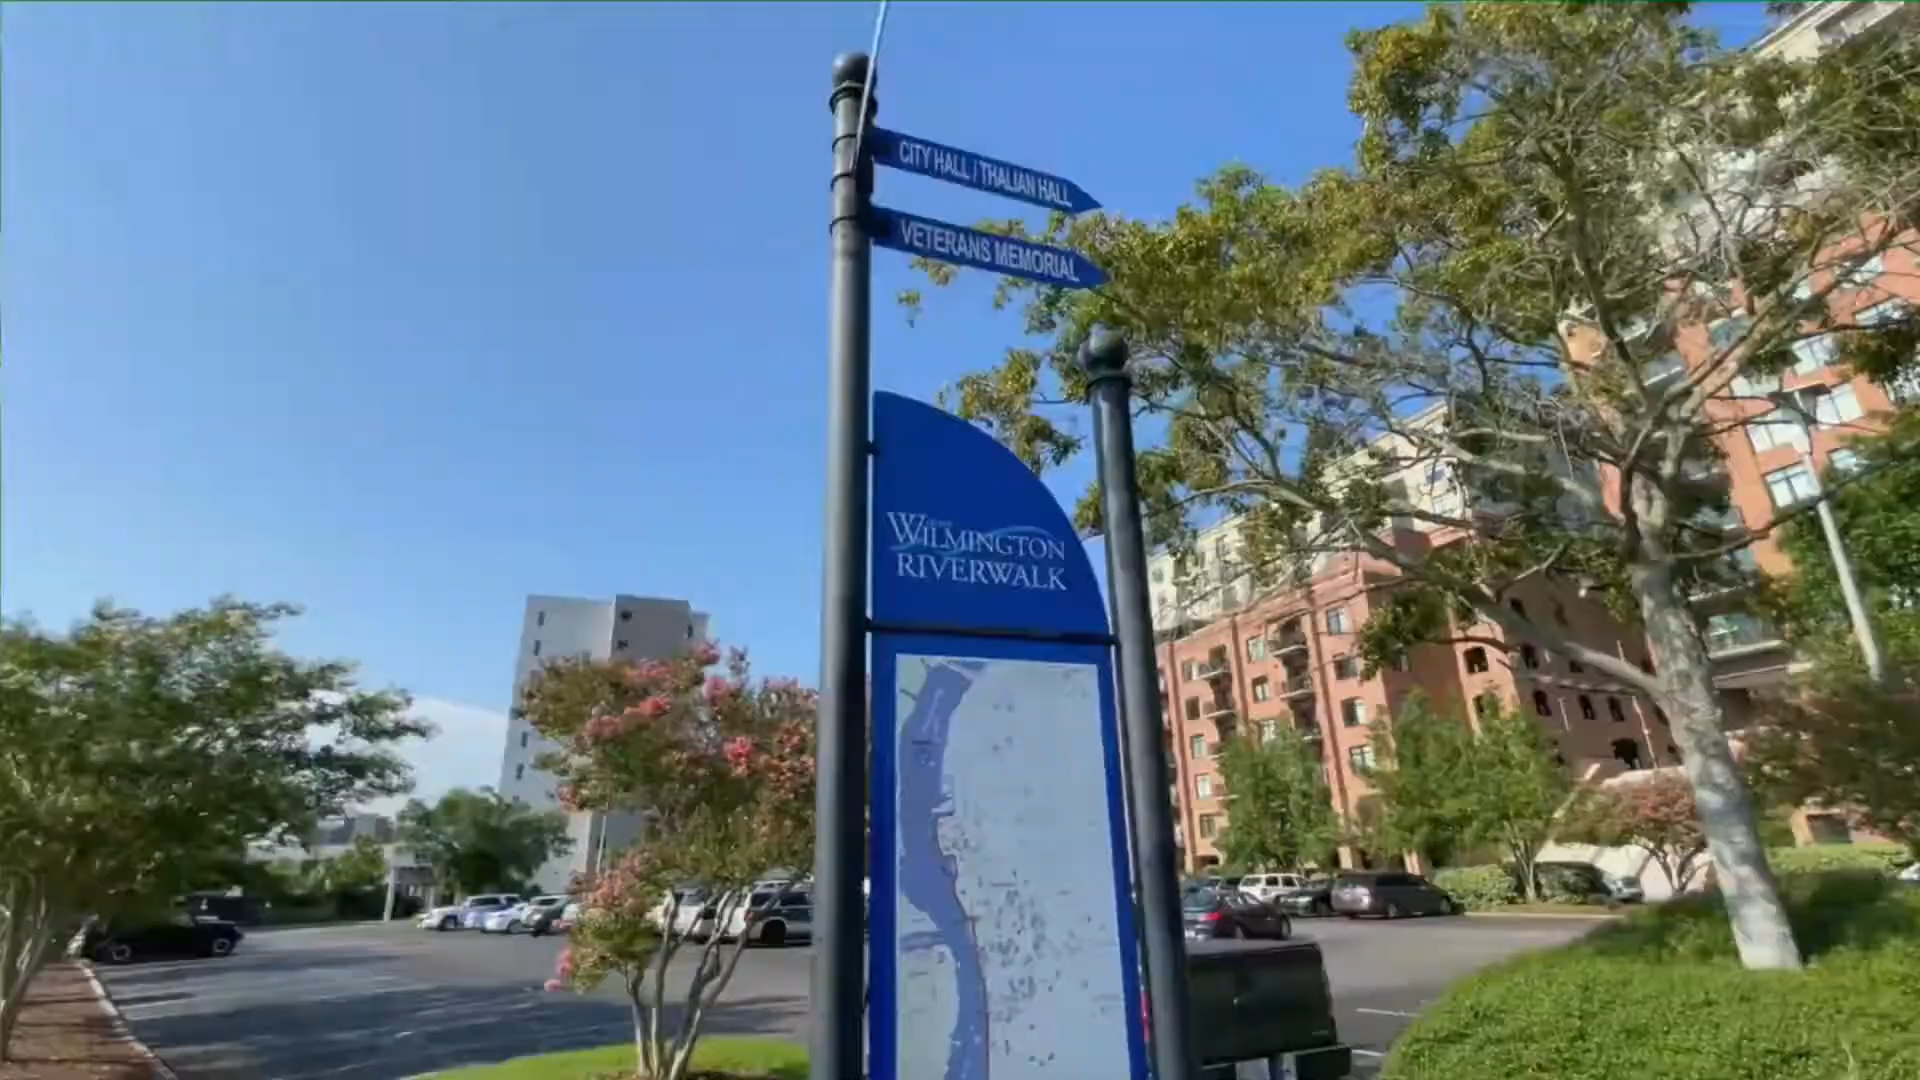 CITY HALL / THALIAN HALL
VETERANS MEMORIAL
WILMINGTON
RIVERWALK